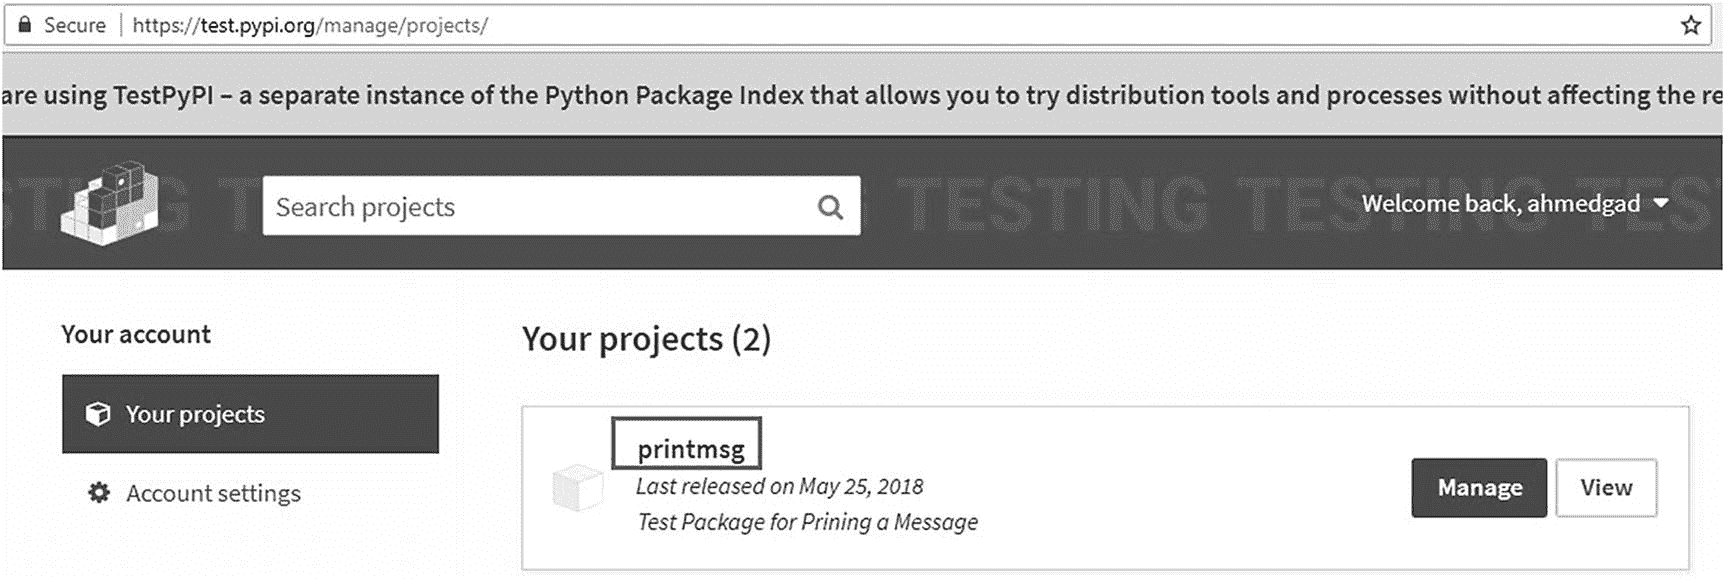 Secure https://test.pypi.org/manage/projects/
are using TestPyPI – a separate instance of the Python Package Index that allows you to try distribution tools and processes without affecting the re
STING T TESTING TESTING TEST
Search projects
Welcome back, ahmedgad
Your account
Your projects (2)
Your projects
printmsg
Last released on May 25, 2018
Manage View
Account settings
Test Package for Prining a Message